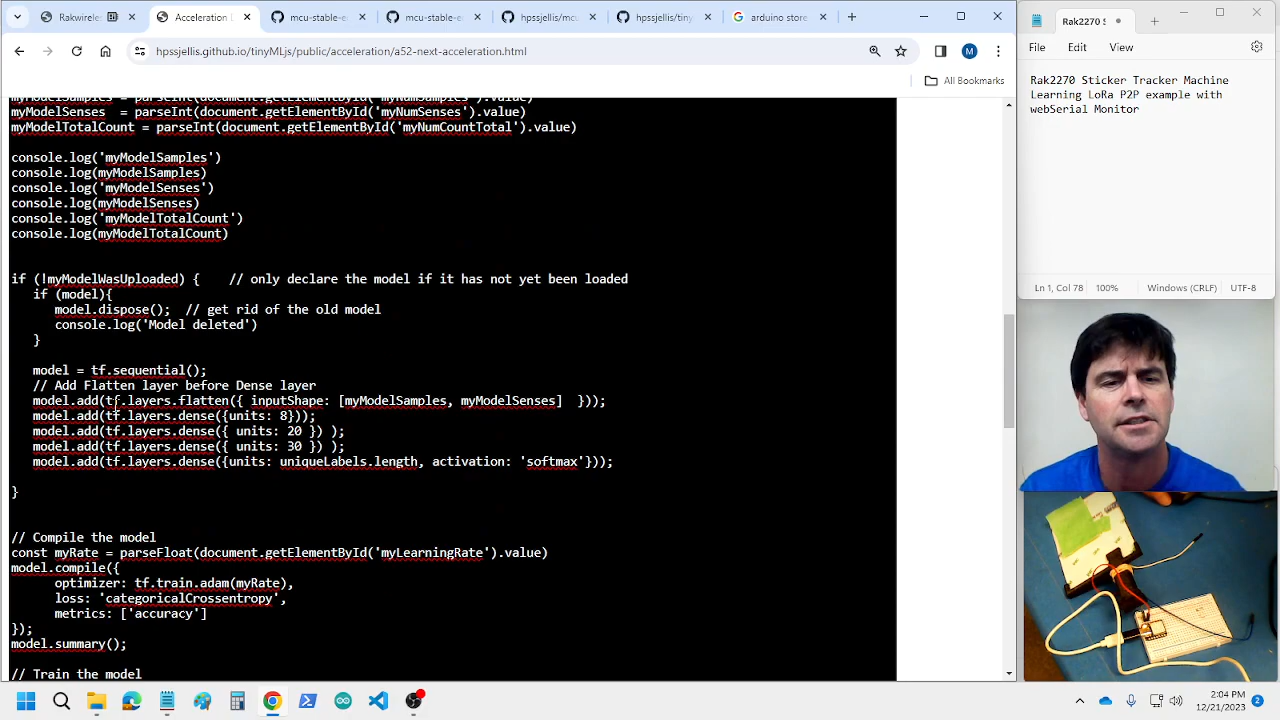 Rakwirele
Acceleration L
mcu-stable-e
mcu-stable-e
hpssjellis/mcu
hpssjellis/tiny
arduino store
hpssjellis.github.io/tinyMLjs/public/acceleration/a52-next-acceleration.html
M
All Bookmarks
myModelSamples = parseInt(document.getElementById('myNumSamples').value)
myModelSenses  = parseInt(document.getElementById('myNumSenses').value)
myModelTotalCount = parseInt(document.getElementById('myNumCountTotal').value)
console.log('myModelSamples')
console.log(myModelSamples)
console.log('myModelSenses')
console.log(myModelSenses)
console.log('myModelTotalCount')
console.log(myModelTotalCount)
if (!myModelWasUploaded) {    // only declare the model if it has not yet been loaded
if (model){
model.dispose();  // get rid of the old model
console.log('Model deleted')
}
model = tf.sequential();
// Add Flatten layer before Dense layer
model.add(tf.layers.flatten({ inputShape: [myModelSamples, myModelSenses]  }));
model.add(tf.layers.dense({units: 8}));
model.add(tf.layers.dense({ units: 20 }) );
model.add(tf.layers.dense({ units: 30 }) );
model.add(tf.layers.dense({units: uniqueLabels.length, activation: 'softmax'}));
}
// Compile the model
const myRate = parseFloat(document.getElementById('myLearningRate').value)
model.compile({
optimizer: tf.train.adam(myRate),
loss: 'categoricalCrossentropy',
metrics: ['accuracy']
});
model.summary();
// Train the model
Rak2270 S
File Edit View
Rak2270 Sticker Tracker Machine
Learning LoRa P2P example with
webSerial Monitor
Ln 1, Col 78 100% Windows (CRLF) UTF-8
2:04 PM
12/21/2023
2